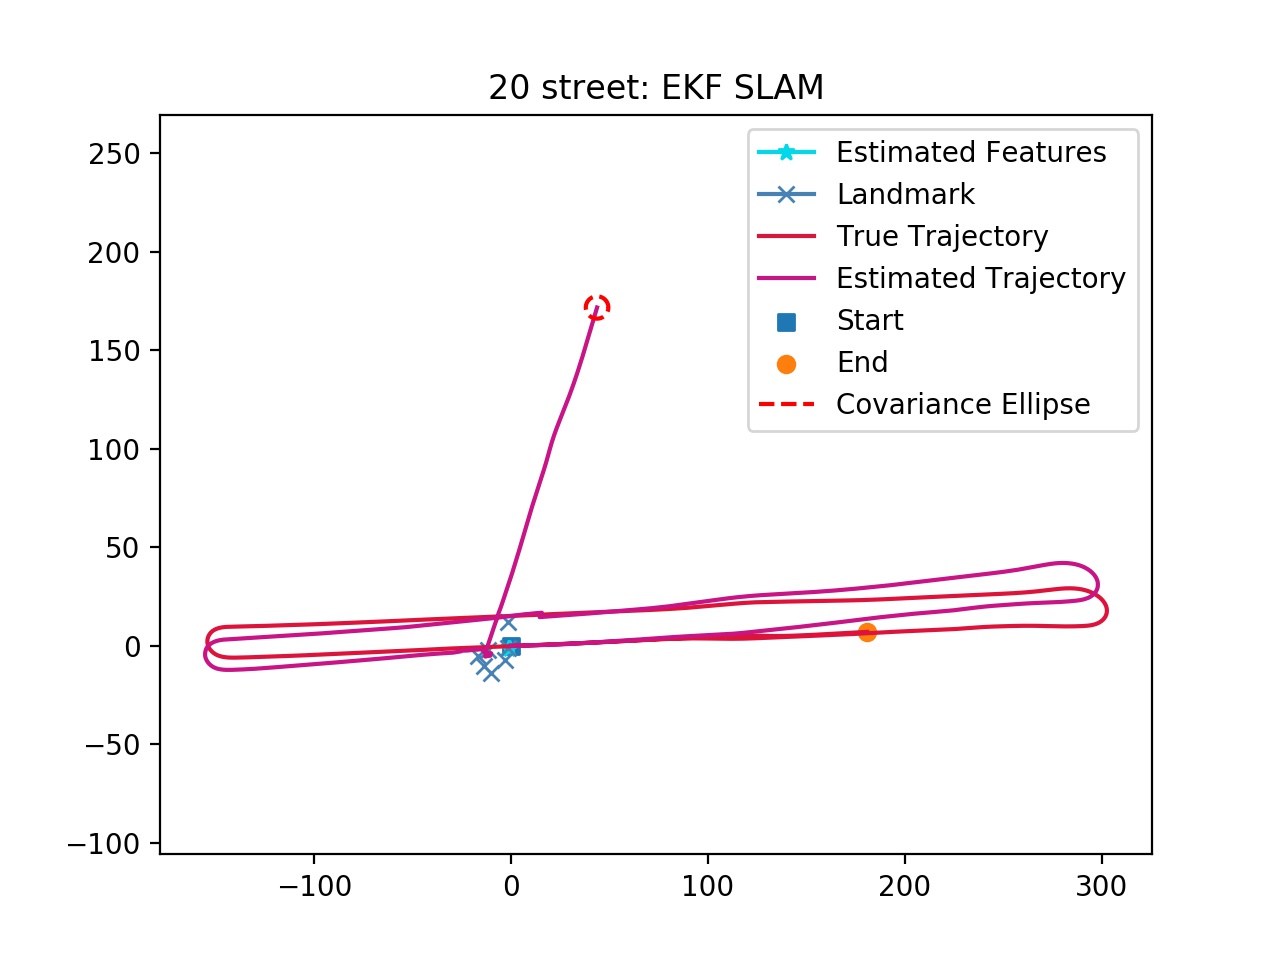 20 street: EKF SLAM
Estimated Features
Landmark
True Trajectory
Estimated Trajectory
Start
End
Covariance Ellipse
250
200
150
100
50
0
−50
−100
−100 0 100 200 300